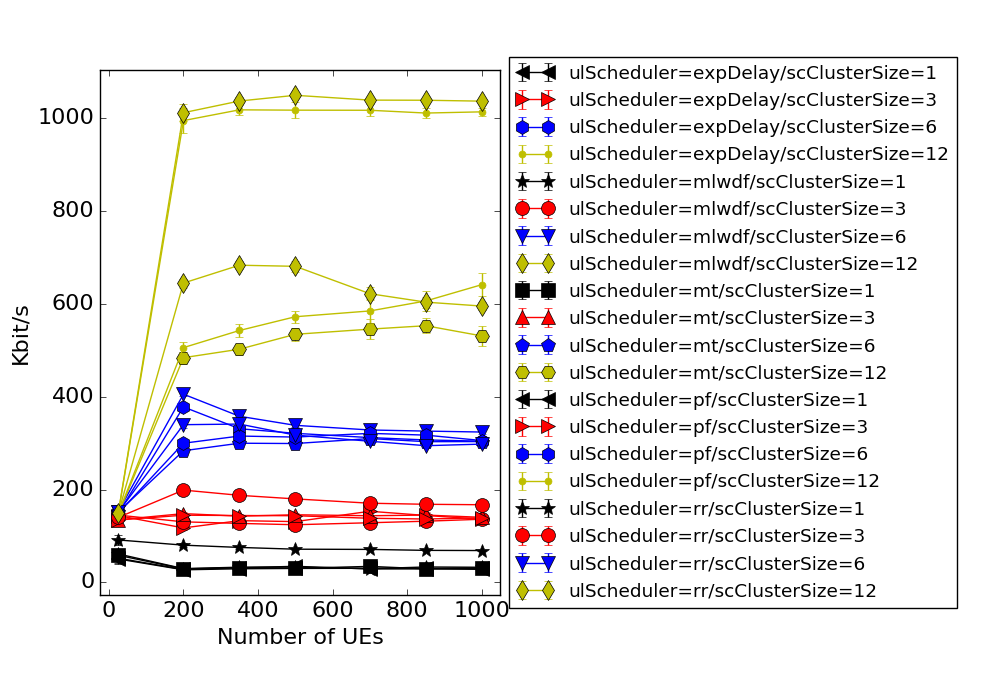 1000
800
600
400
200
0
Kbit/s
0 200 400 600 800 1000
Number of UEs
ulScheduler=expDelay/scClusterSize=1
ulScheduler=expDelay/scClusterSize=3
ulScheduler=expDelay/scClusterSize=6
ulScheduler=expDelay/scClusterSize=12
ulScheduler=mlwdf/scClusterSize=1
ulScheduler=mlwdf/scClusterSize=3
ulScheduler=mlwdf/scClusterSize=6
ulScheduler=mlwdf/scClusterSize=12
ulScheduler=mt/scClusterSize=1
ulScheduler=mt/scClusterSize=3
ulScheduler=mt/scClusterSize=6
ulScheduler=mt/scClusterSize=12
ulScheduler=pf/scClusterSize=1
ulScheduler=pf/scClusterSize=3
ulScheduler=pf/scClusterSize=6
ulScheduler=pf/scClusterSize=12
ulScheduler=rr/scClusterSize=1
ulScheduler=rr/scClusterSize=3
ulScheduler=rr/scClusterSize=6
ulScheduler=rr/scClusterSize=12